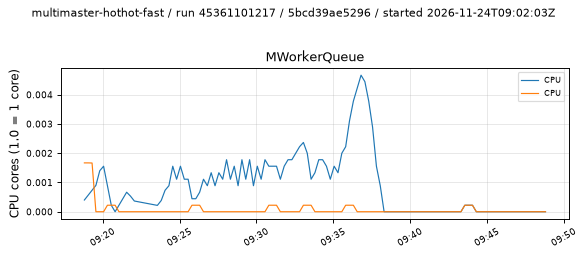 multimaster-hothot-fast / run 45361101217 / 5bcd39ae5296 / started 2026-11-24T09:02:03Z
MWorkerQueue
CPU cores (1.0 = 1 core)
0.004
0.003
0.002
0.001
0.000
CPU
CPU
09:20
09:25
09:30
09:35
09:40
09:45
09:50